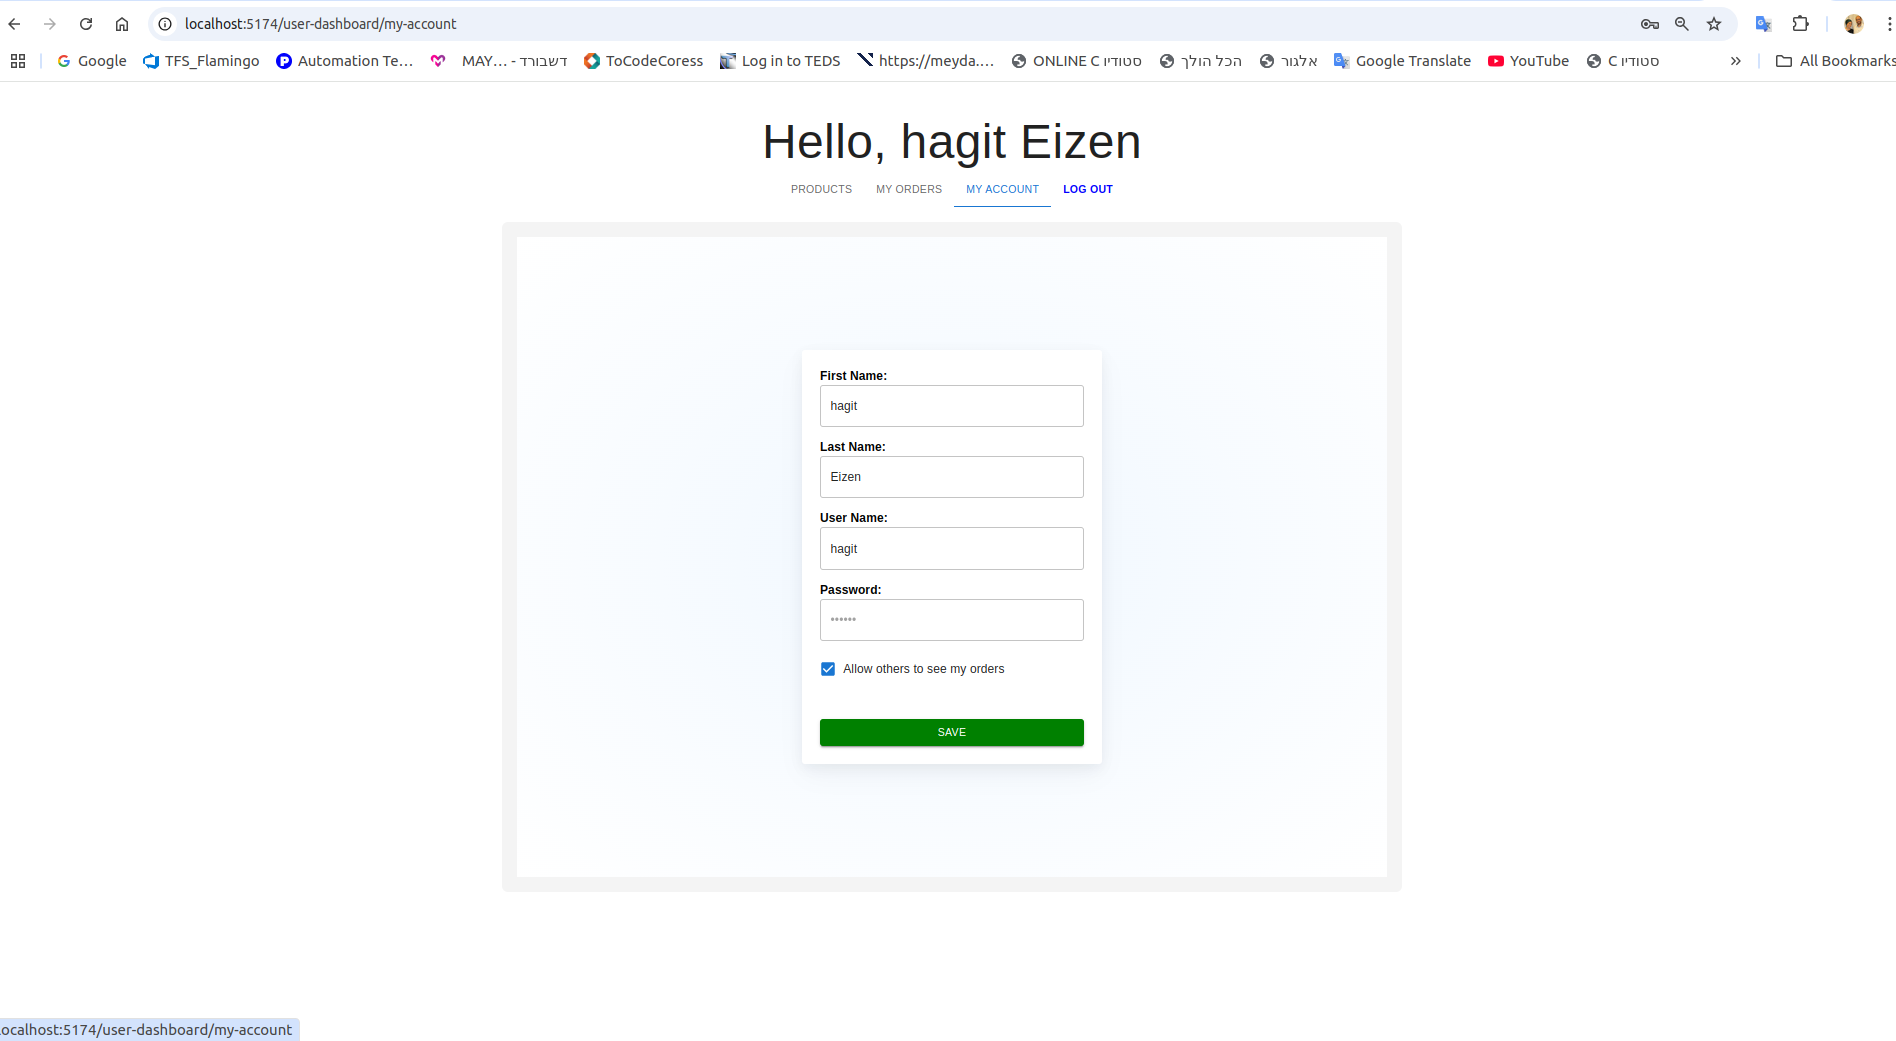 localhost:5174/user-dashboard/my-account
Google TFS_Flamingo Automation Te... MAY... - דשבורד ToCodeCoress Log in to TEDS https://meyda.... ONLINE C סטודיו הכל הולך אלגור Google Translate YouTube C סטודיו » All Bookmarks
Hello, hagit Eizen
PRODUCTS MY ORDERS MY ACCOUNT LOG OUT
First Name:
hagit
Last Name:
Eizen
User Name:
hagit
Password:
••••••
Allow others to see my orders
SAVE
localhost:5174/user-dashboard/my-account